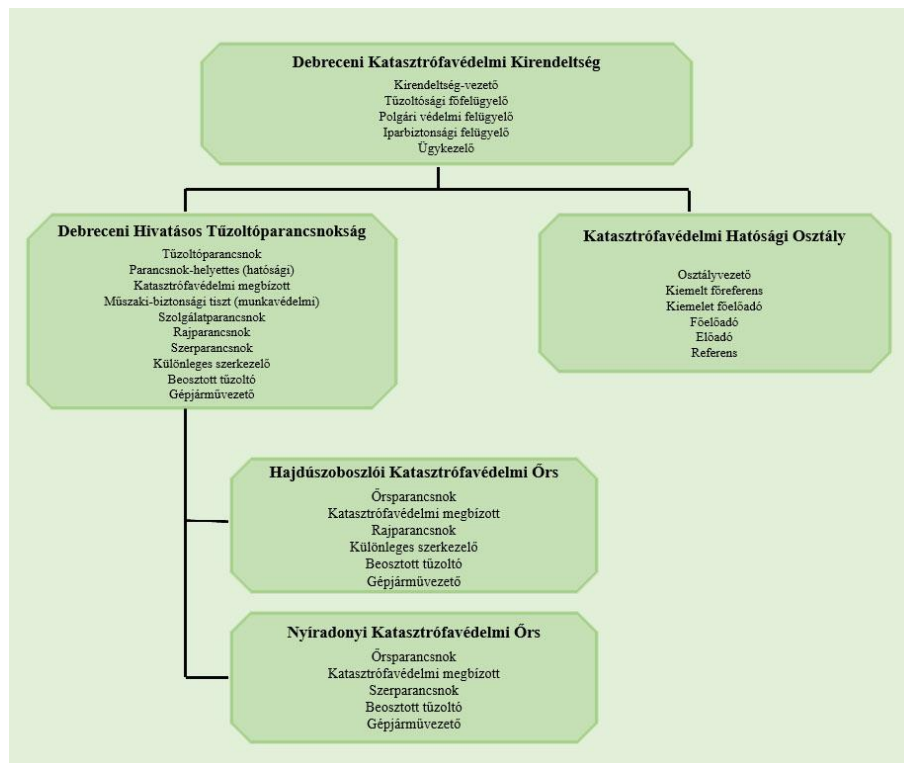 Debreceni Katasztrófavédelmi Kirendeltség
Kirendeltség-vezető
Tűzoltósági főfelügyelő
Polgári védelmi felügyelő
Iparbiztonsági felügyelő
Ügykezelő
Debreceni Hivatásos Tűzoltóparancsnokság
Tűzoltóparancsnok
Parancsnok-helyettes (hatósági)
Katasztrófavédelmi megbízott
Műszaki-biztonsági tiszt (munkavédelmi)
Szolgálatparancsnok
Rajparancsnok
Szerparancsnok
Különleges szerkezelő
Beosztott tűzoltó
Gépjárművezető
Katasztrófavédelmi Hatósági Osztály
Osztályvezető
Kiemelt főreferens
Kiemelet főelőadó
Főelőadó
Előadó
Referens
Hajdúszoboszlói Katasztrófavédelmi Őrs
Őrsparancsnok
Katasztrófavédelmi megbízott
Rajparancsnok
Különleges szerkezelő
Beosztott tűzoltó
Gépjárművezető
Nyíradonyi Katasztrófavédelmi Őrs
Őrsparancsnok
Katasztrófavédelmi megbízott
Szerparancsnok
Beosztott tűzoltó
Gépjárművezető